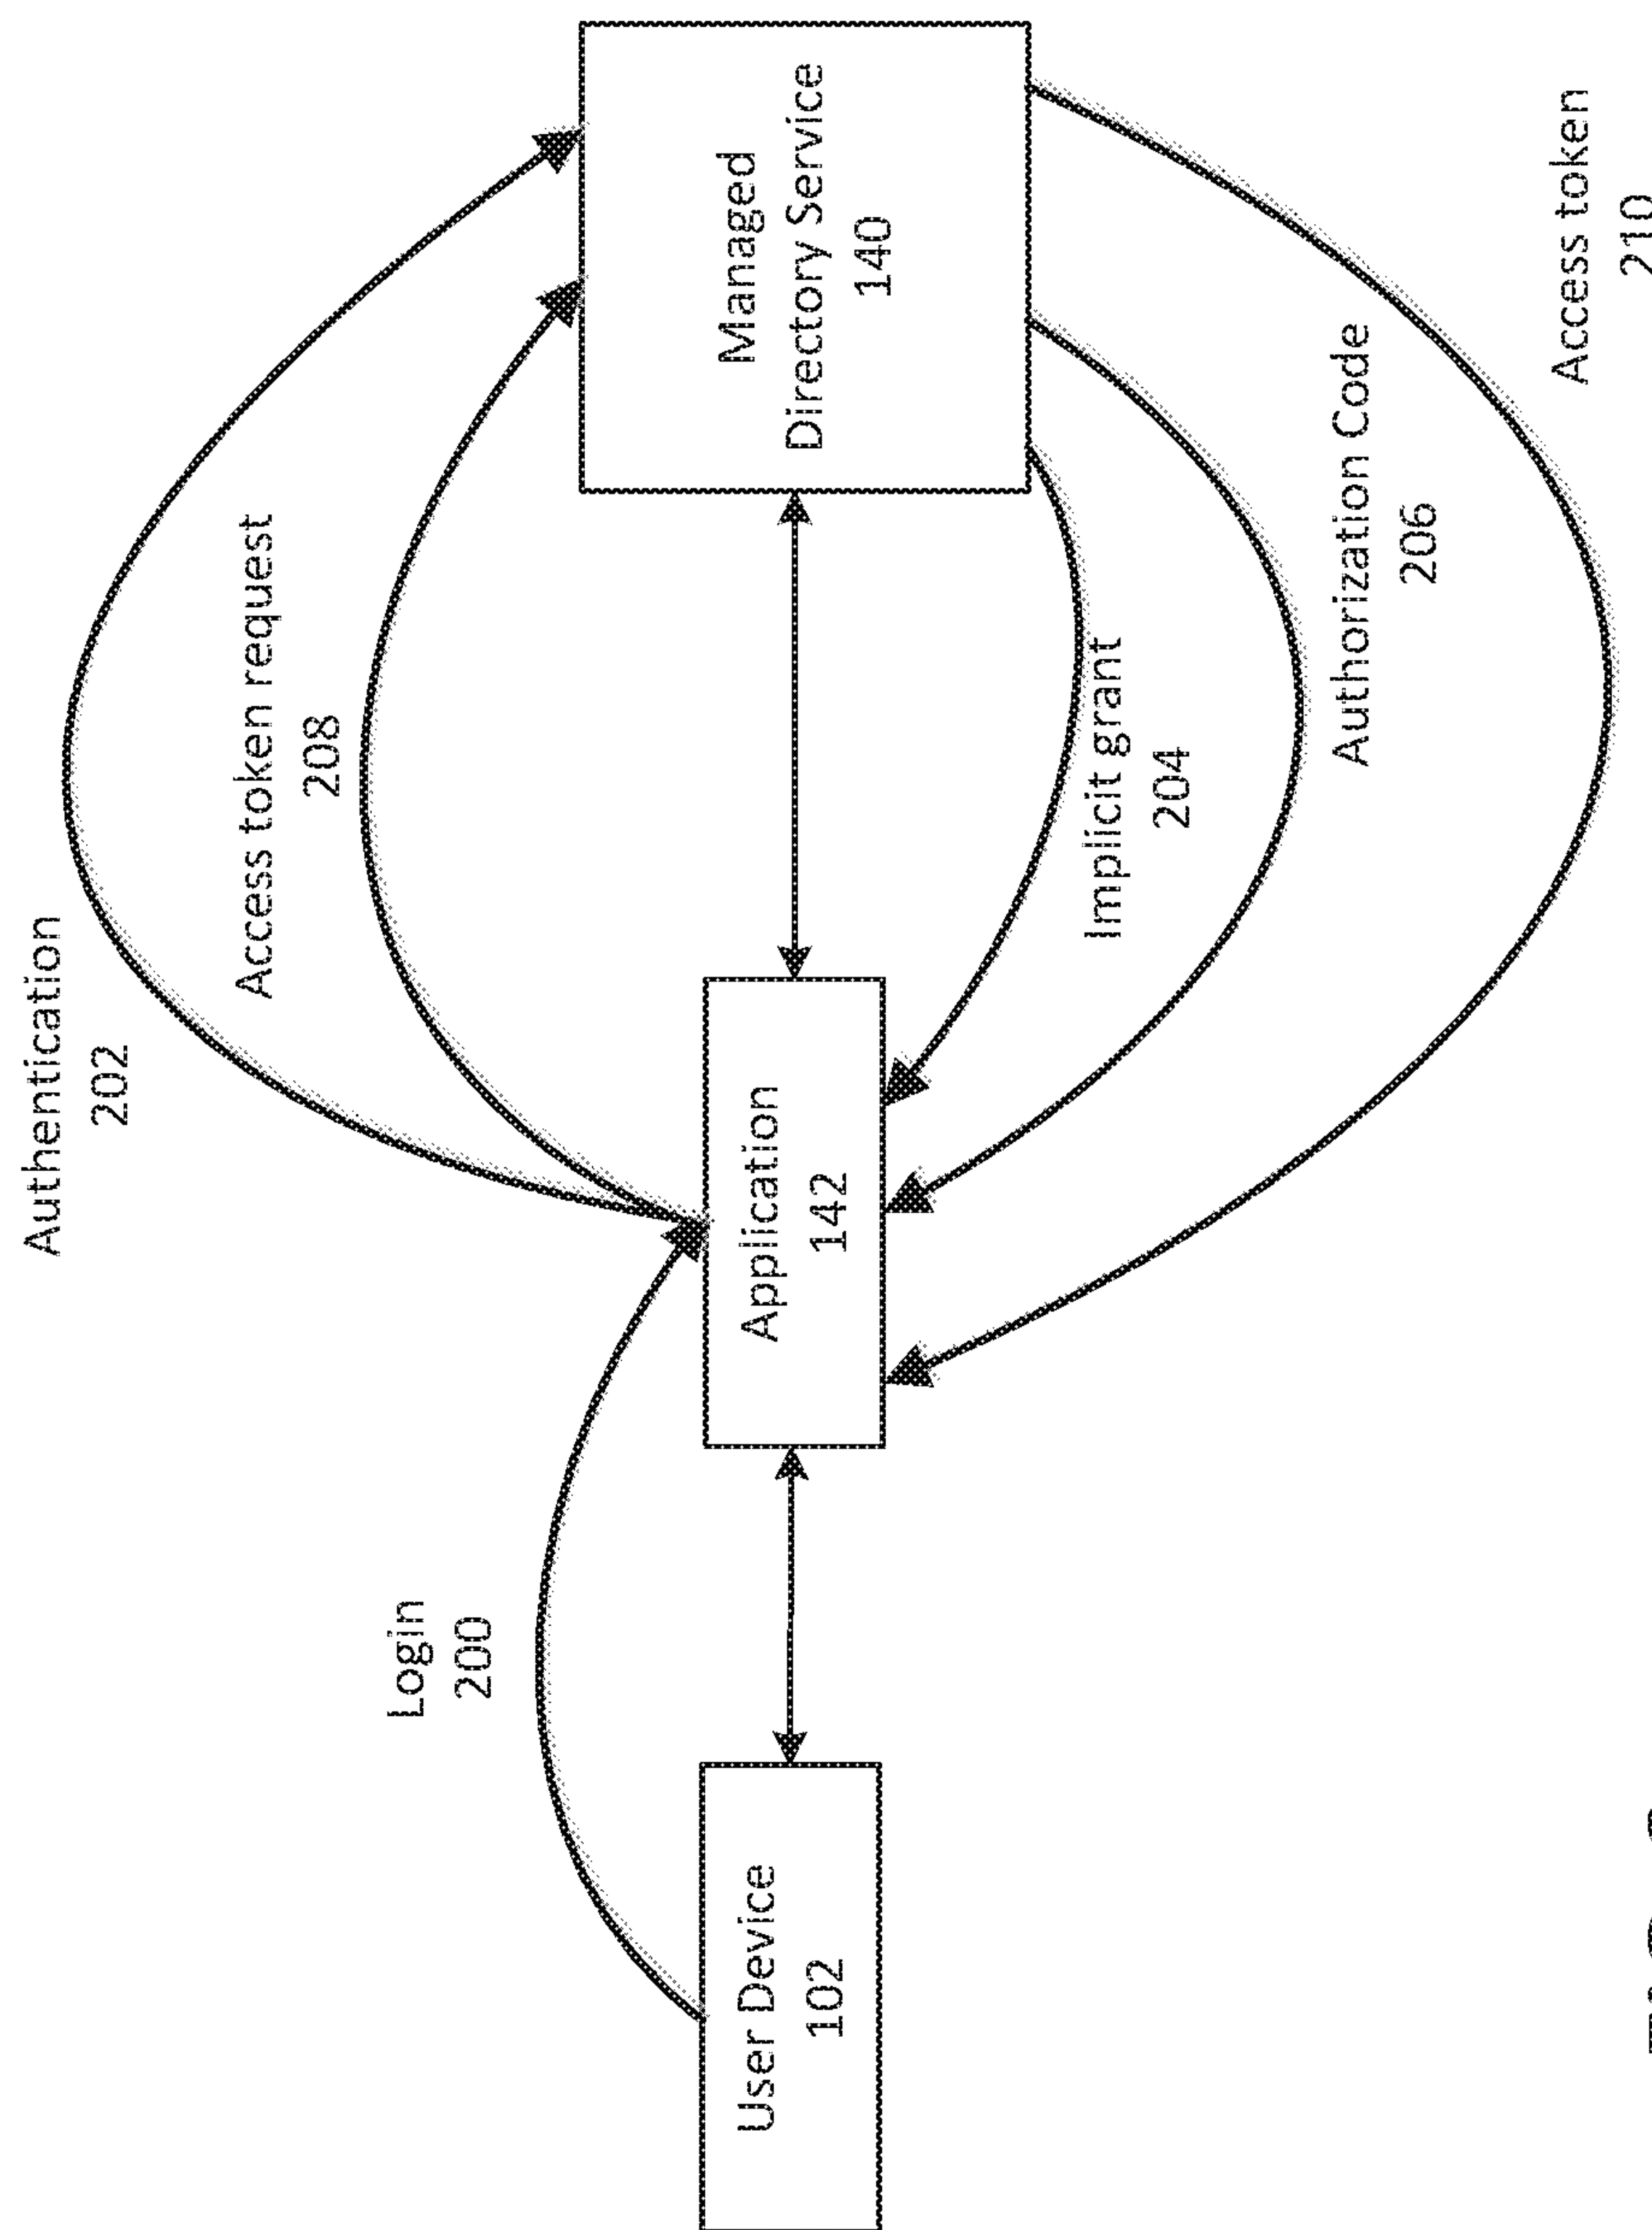 Authentication
202
Access token request
208
Login
200
User Device
102
Application
142
Managed
Directory Service
140
Implicit grant
204
Authorization Code
206
Access token
210